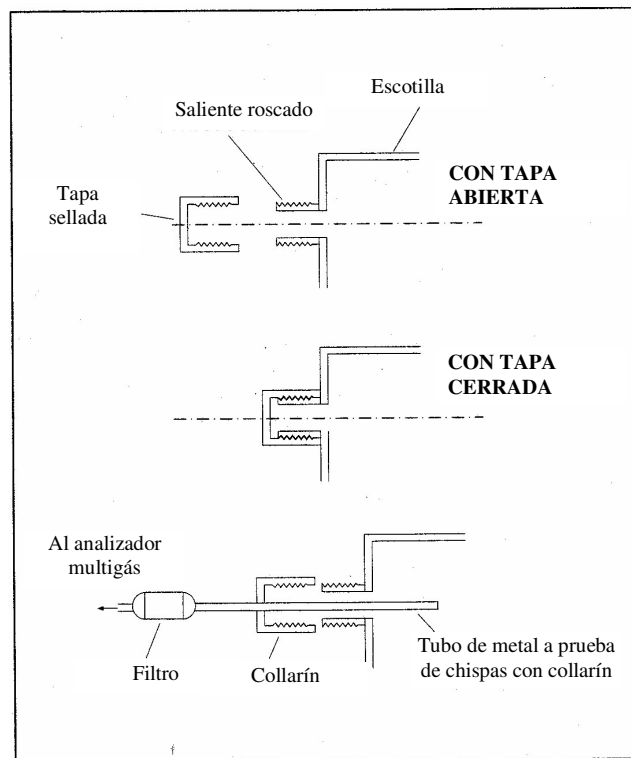 Escotilla
Saliente roscado
CON TAPA
ABIERTA
Tapa
sellada
CON TAPA
CERRADA
Al analizador
multigás
Filtro
Collarín
Tubo de metal a prueba
de chispas con collarín